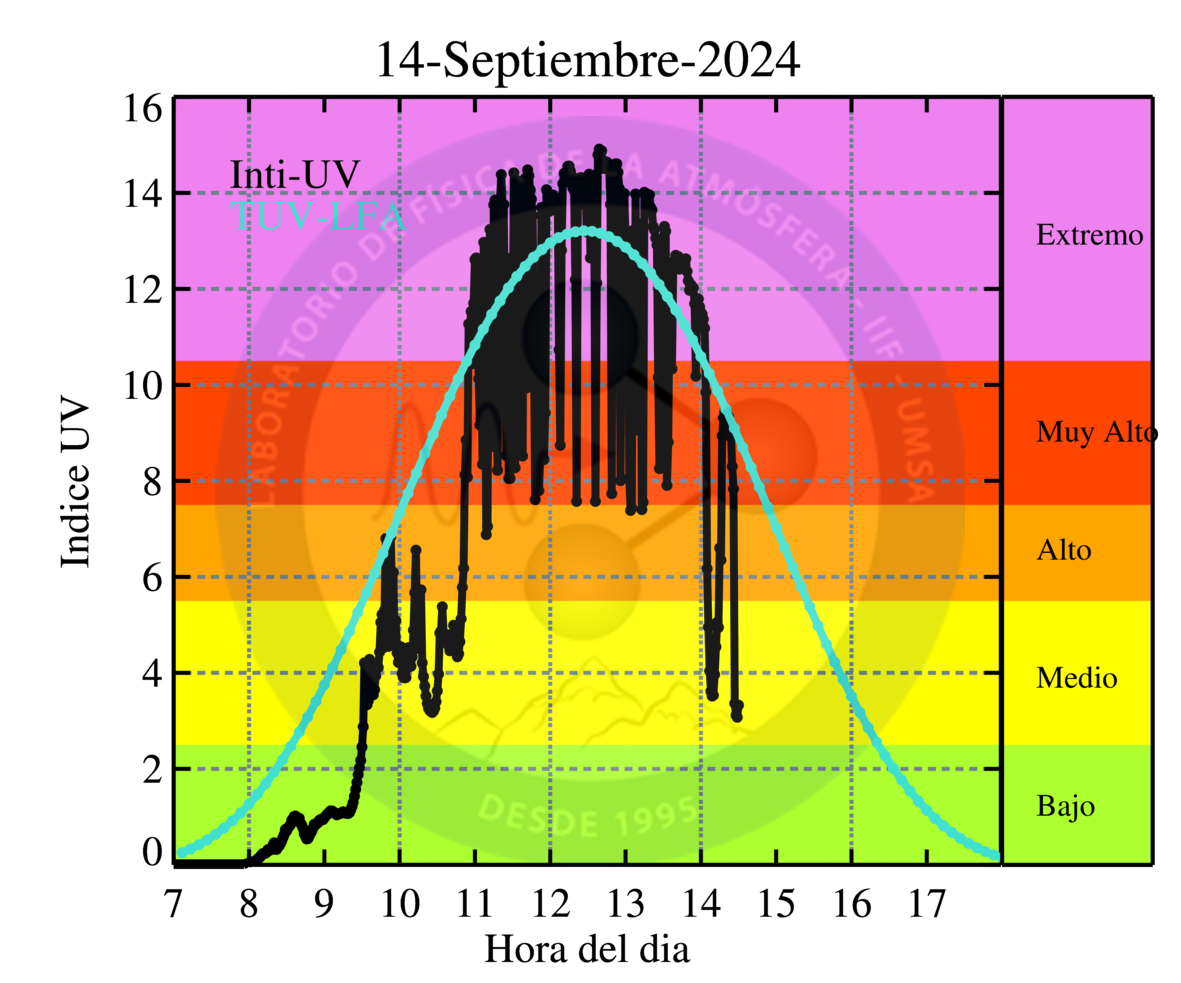 14-Septiembre-2024
16
14
12
10
8
6
4
2
0
Indice UV
Inti-UV
TUV-LFA
LABORATORIO DE FÍSICA DE LA ATMÓSFERA - IIF - UMSA
DESDE 1995
Extremo
Muy Alto
Alto
Medio
Bajo
7 8 9 10 11 12 13 14 15 16 17
Hora del dia